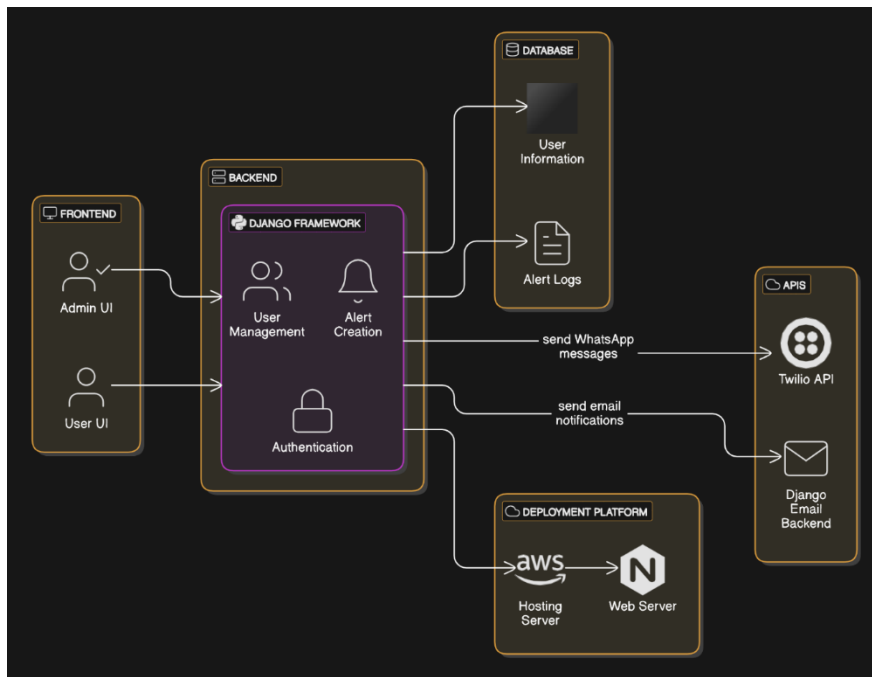 FRONTEND
Admin UI
User UI
BACKEND
DJANGO FRAMEWORK
User
Management
Alert
Creation
Authentication
DATABASE
User
Information
Alert Logs
send WhatsApp
messages
send email
notifications
APIS
Twilio API
Django
Email
Backend
DEPLOYMENT PLATFORM
aws
Hosting
Server
N
Web Server